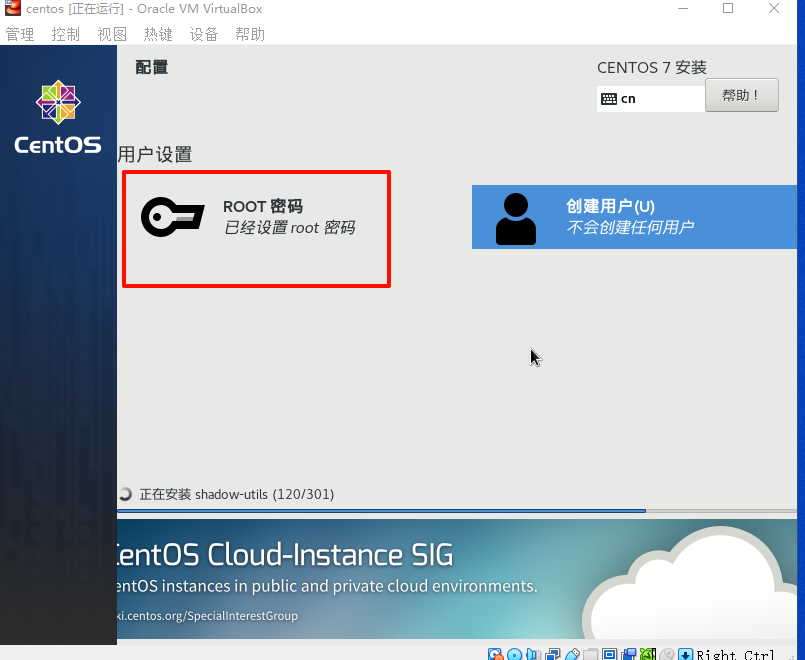 centos [正在运行] - Oracle VM VirtualBox
管理 控制 视图 热键 设备 帮助
配置
CENTOS 7 安装
cn
帮助！
CentOS
用户设置
ROOT 密码
已经设置 root 密码
创建用户(U)
不会创建任何用户
正在安装 shadow-utils (120/301)
CentOS Cloud-Instance SIG
entOS instances in public and private cloud environments.
ki.centos.org/SpecialInterestGroup
Right Ctrl